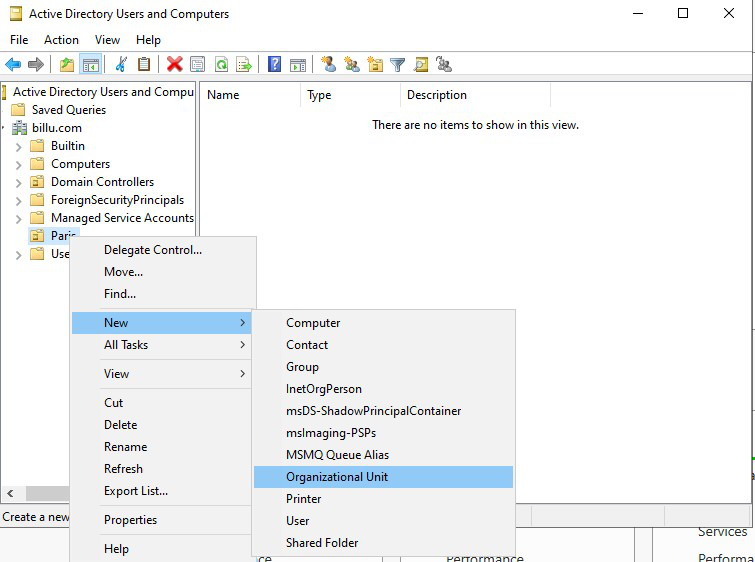 Active Directory Users and Computers
File Action View Help
Active Directory Users and Compu
Saved Queries
billu.com
Builtin
Computers
Domain Controllers
ForeignSecurityPrincipals
Managed Service Accounts
Paris
Use
Name Type Description
There are no items to show in this view.
Delegate Control...
Move...
Find...
New
All Tasks
View
Cut
Delete
Rename
Refresh
Export List...
Properties
Help
Computer
Contact
Group
InetOrgPerson
msDS-ShadowPrincipalContainer
msImaging-PSPs
MSMQ Queue Alias
Organizational Unit
Printer
User
Shared Folder
Create a new
Services
ce Performance Performa